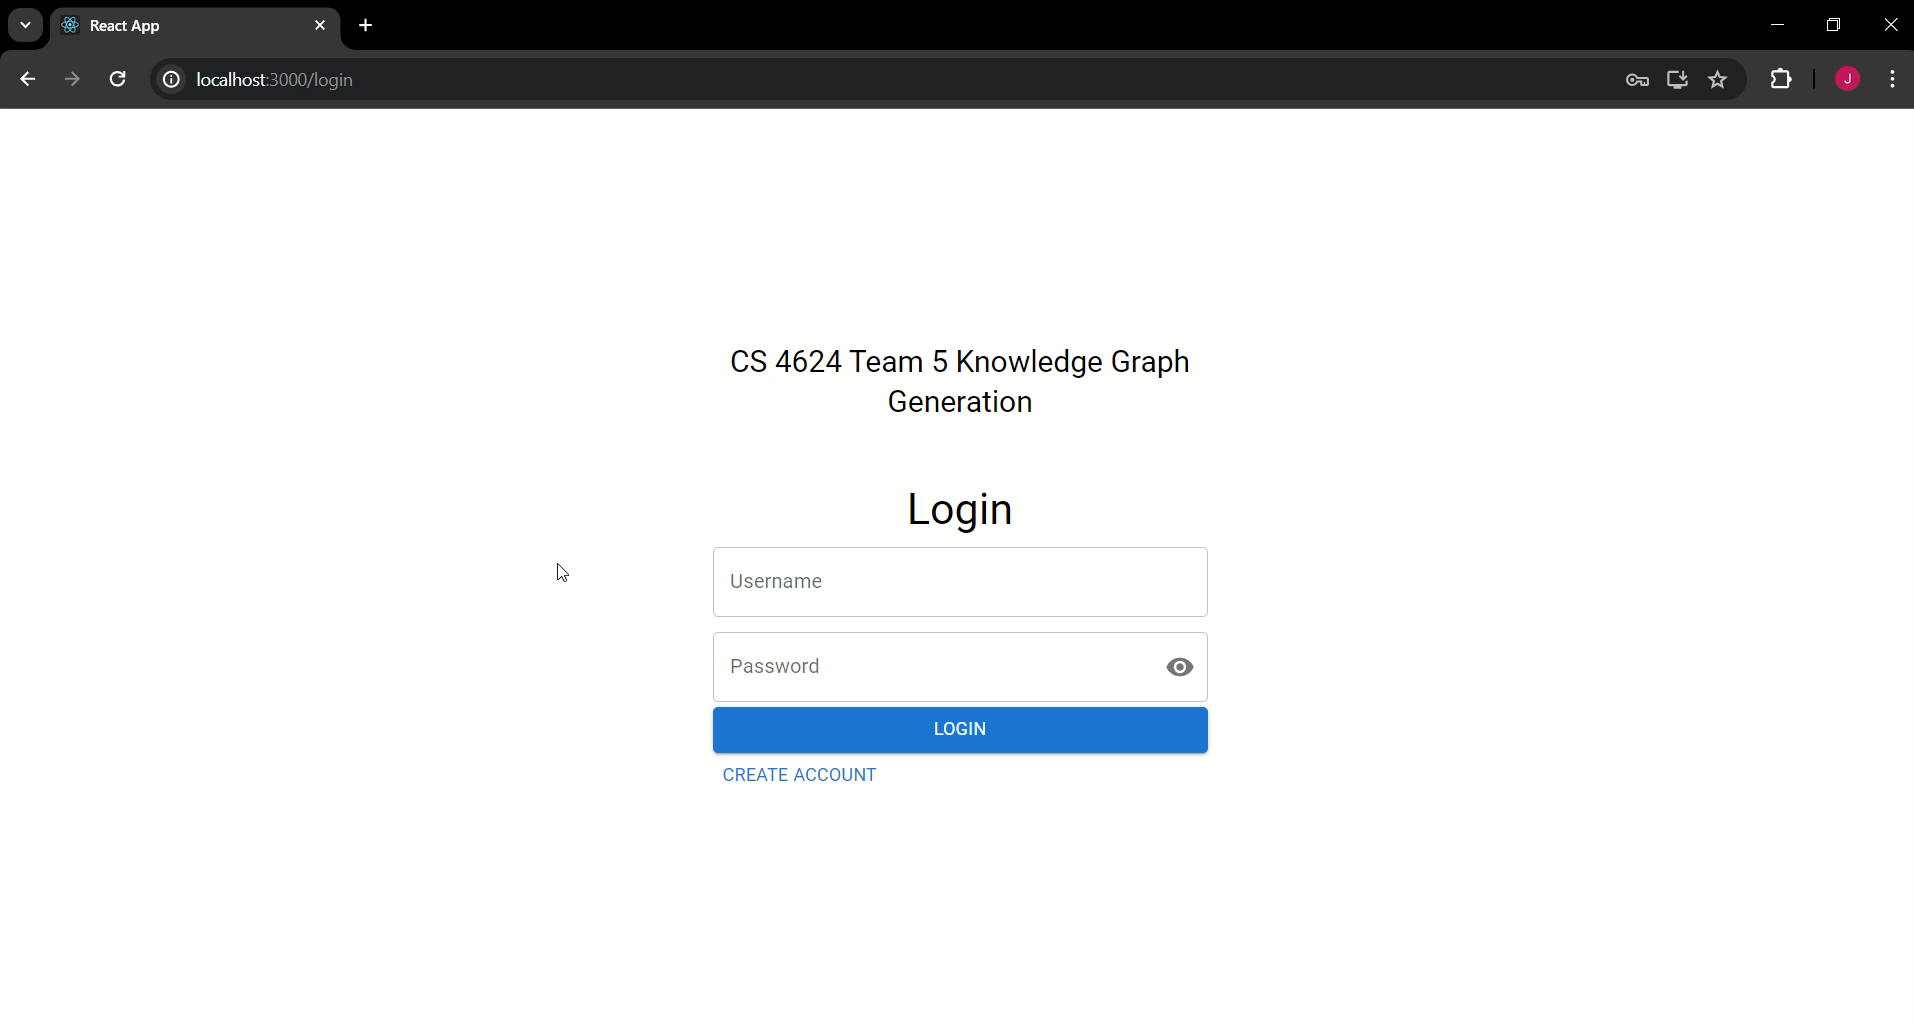 React App
localhost:3000/login
J
CS 4624 Team 5 Knowledge Graph
Generation
Login
Username
Password
LOGIN
CREATE ACCOUNT